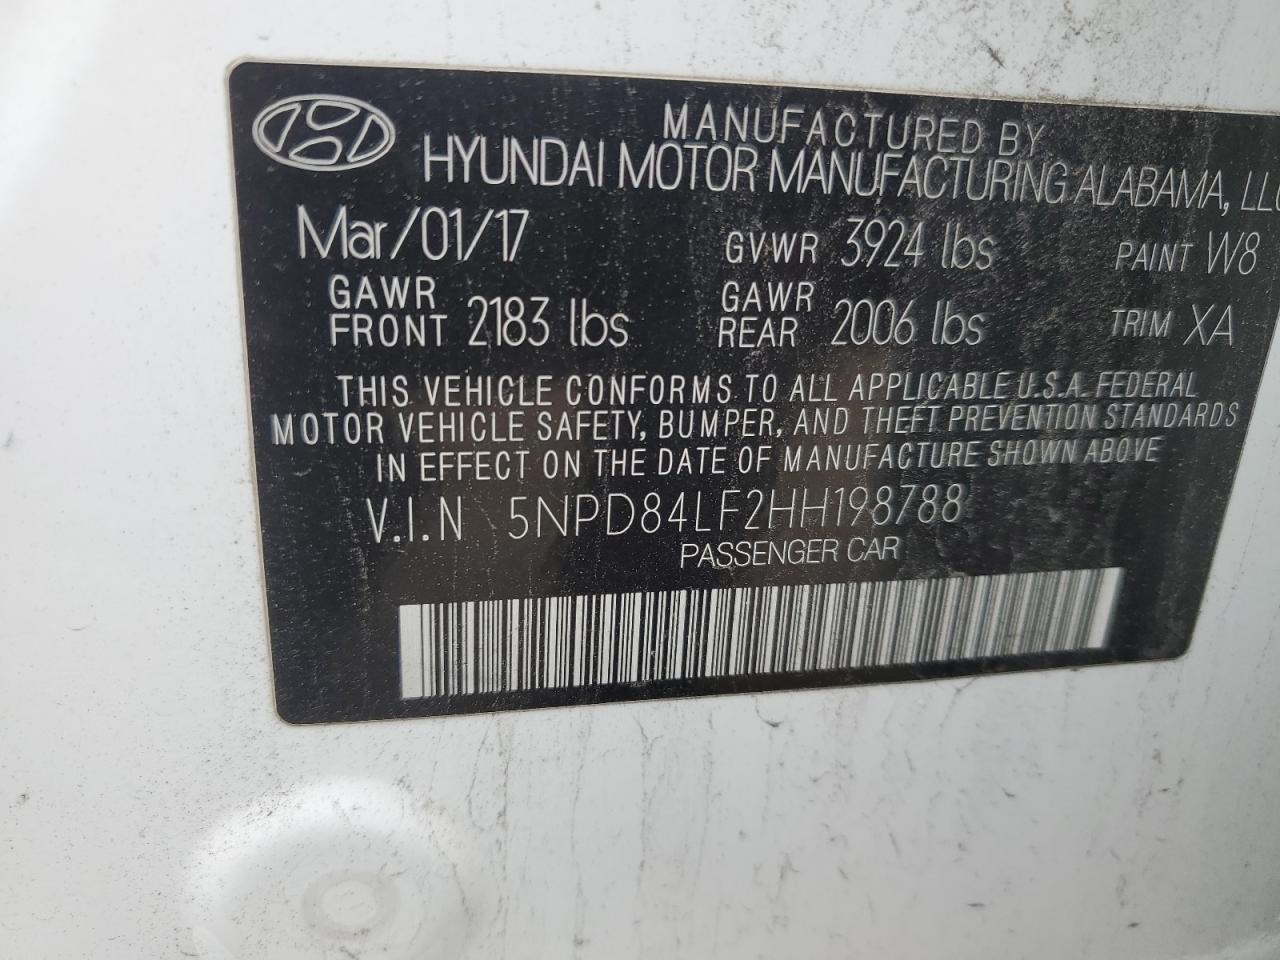 MANUFACTURED BY
HYUNDAI MOTOR MANUFACTURING ALABAMA, LLC
Mar/01/17 GVWR 3924 lbs PAINT W8
GAWR FRONT 2183 lbs GAWR REAR 2006 lbs TRIM XA
THIS VEHICLE CONFORMS TO ALL APPLICABLE U.S.A. FEDERAL
MOTOR VEHICLE SAFETY, BUMPER, AND THEFT PREVENTION STANDARDS
IN EFFECT ON THE DATE OF MANUFACTURE SHOWN ABOVE
V.I.N 5NPD84LF2HH198788
PASSENGER CAR